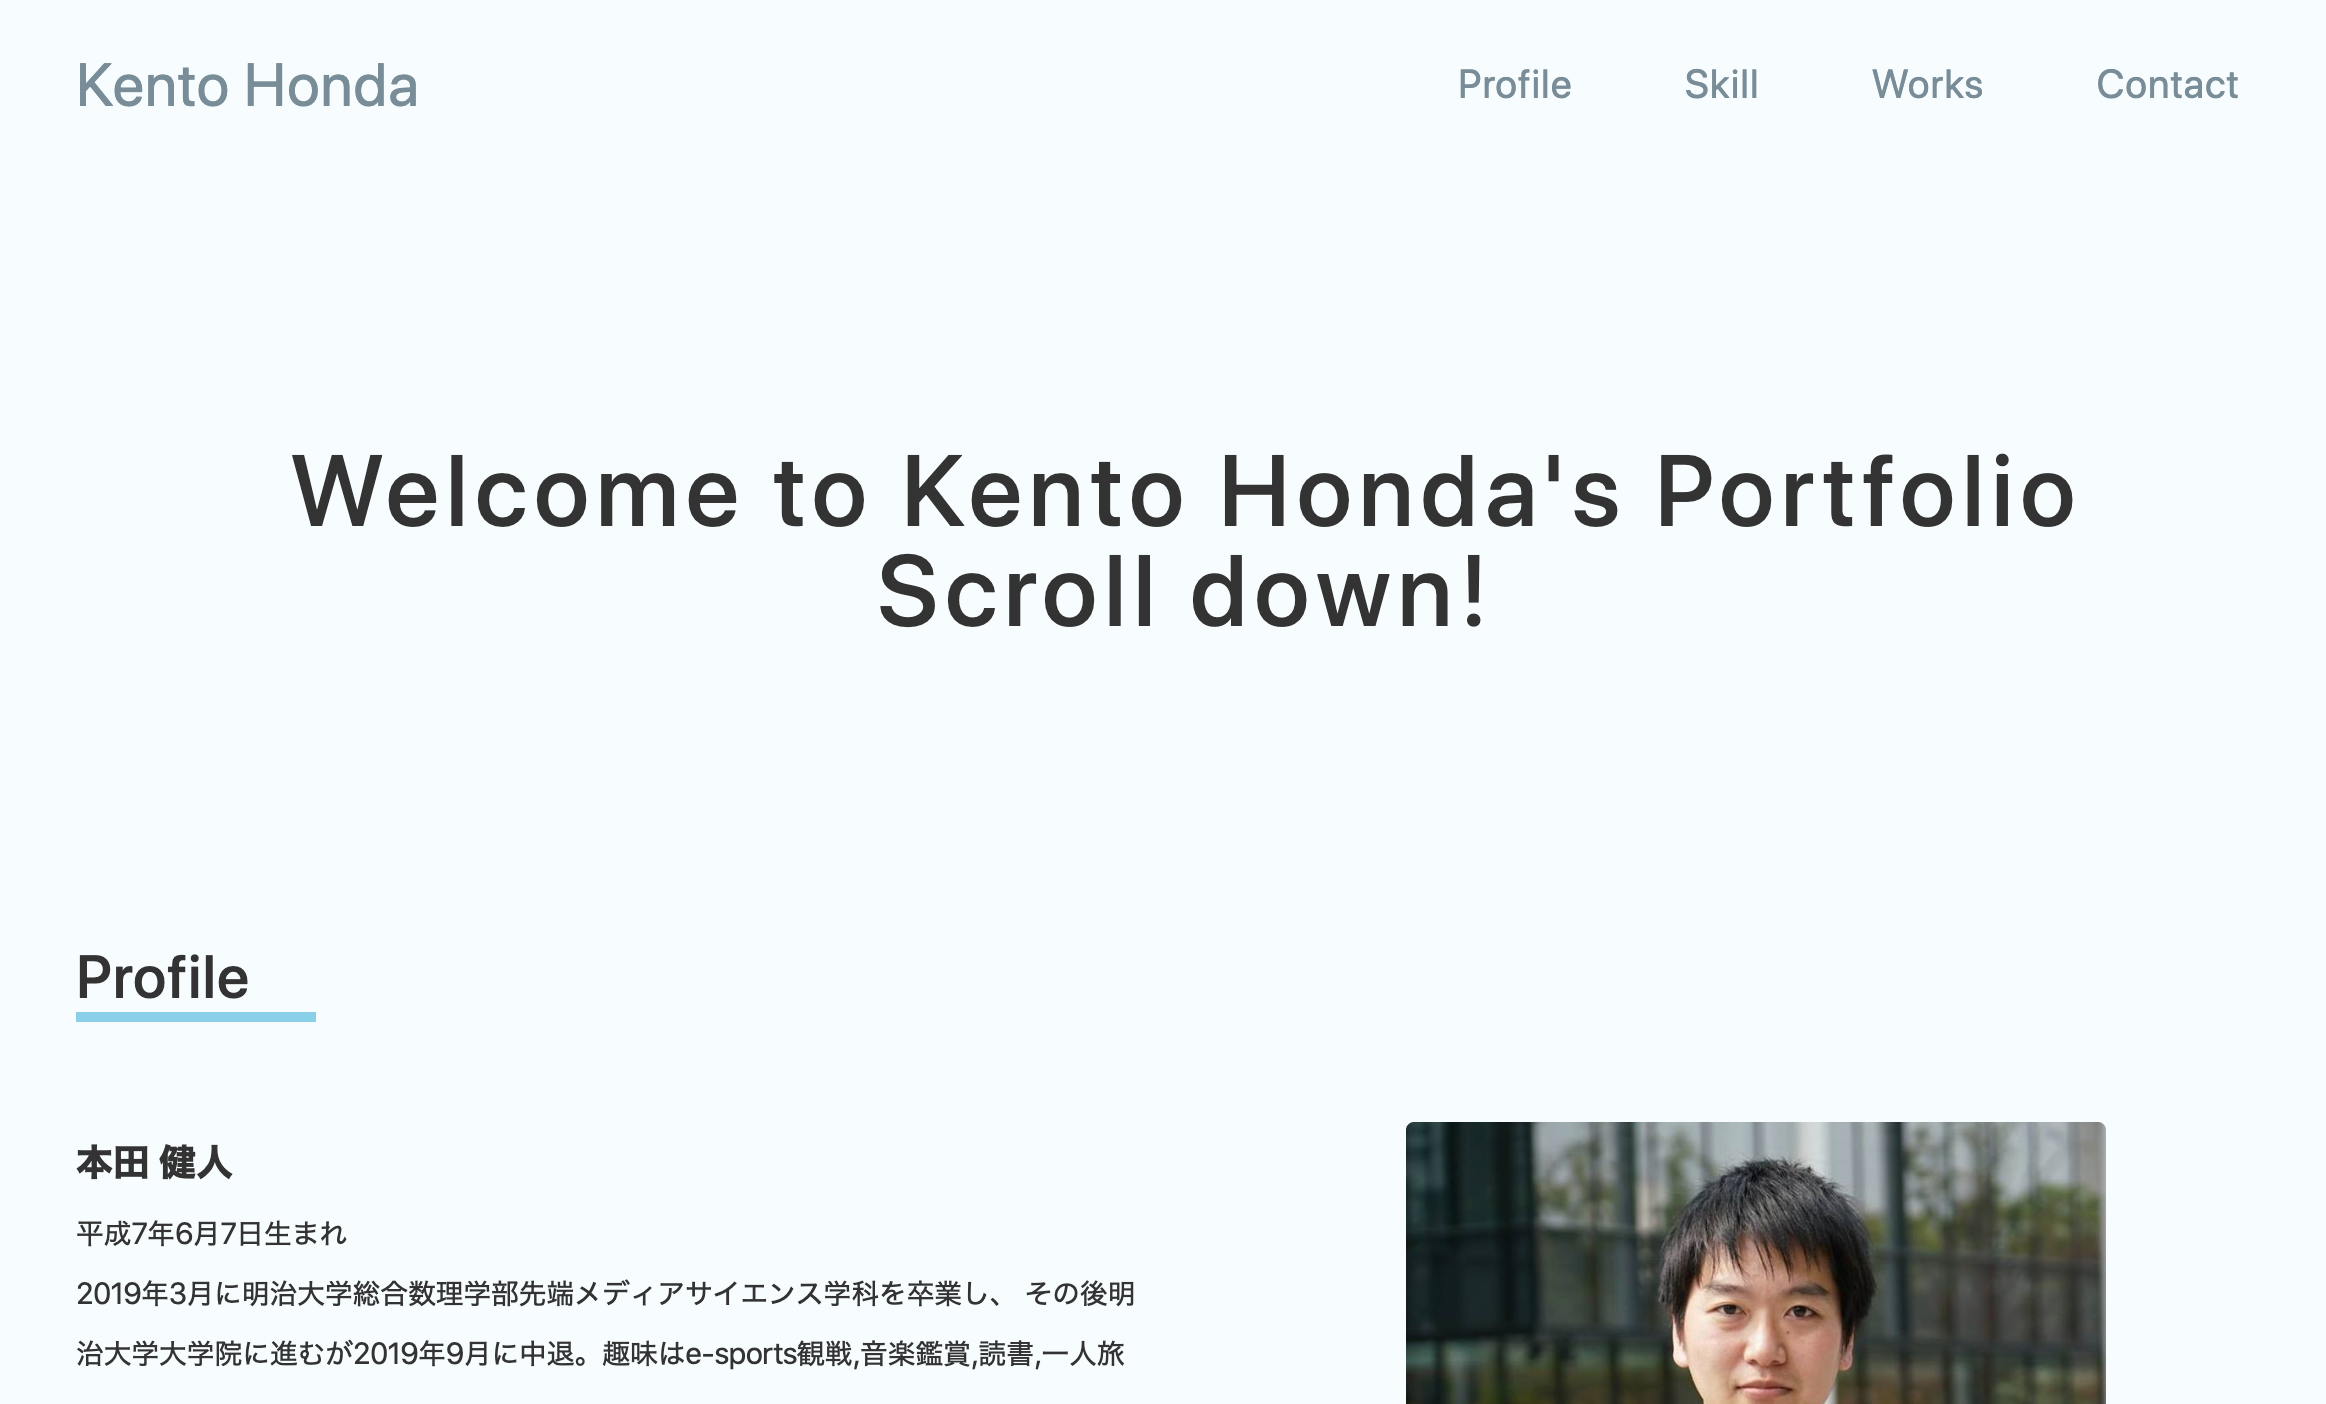 Kento Honda
Profile
Skill
Works
Contact
Welcome to Kento Honda's Portfolio
Scroll down!
Profile
本田 健人
平成7年6月7日生まれ
2019年3月に明治大学総合数理学部先端メディアサイエンス学科を卒業し、 その後明
治大学大学院に進むが2019年9月に中退。趣味はe-sports観戦,音楽鑑賞,読書,一人旅